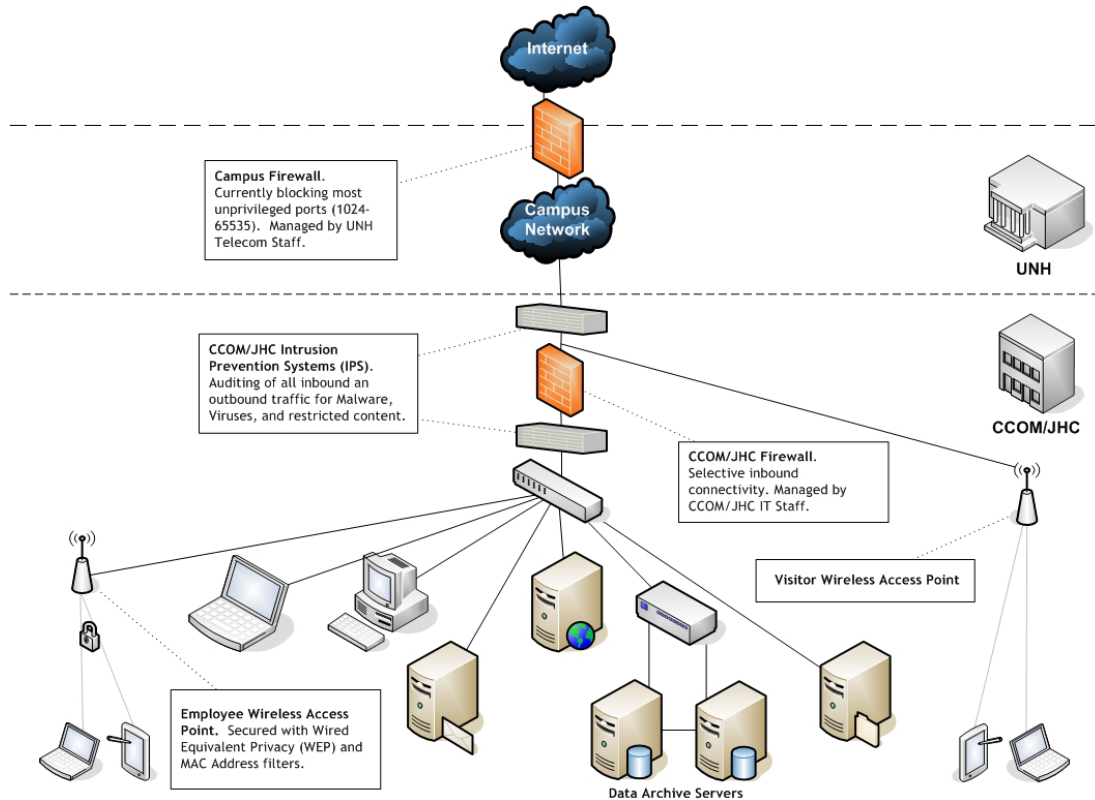 Internet
Campus Firewall.
Currently blocking most
unprivileged ports (1024-
65535).  Managed by UNH
Telecom Staff.
Campus
Network
UNH
CCOM/JHC Intrusion
Prevention Systems (IPS).
Auditing of all inbound an
outbound traffic for Malware,
Viruses, and restricted content.
CCOM/JHC
CCOM/JHC Firewall.
Selective inbound
connectivity. Managed by
CCOM/JHC IT Staff.
Visitor Wireless Access Point
Employee Wireless Access
Point.  Secured with Wired
Equivalent Privacy (WEP) and
MAC Address filters.
Data Archive Servers